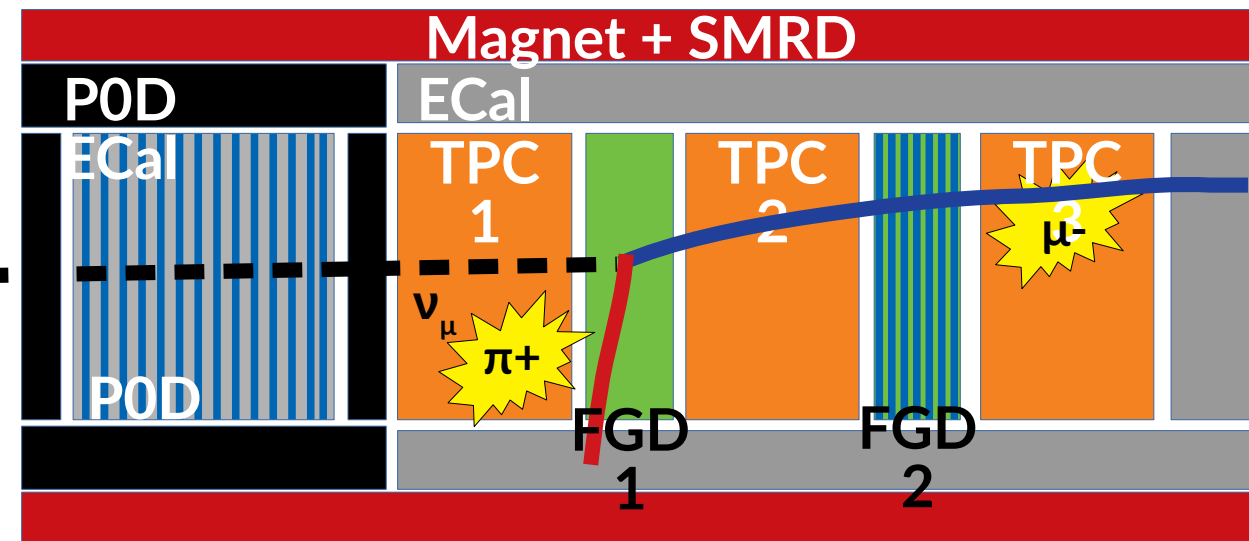 Magnet + SMRD
P0D
ECal
ECal
P0D
TPC
1
TPC
2
TPC
3
μ-
νμ
π+
FGD
1
FGD
2